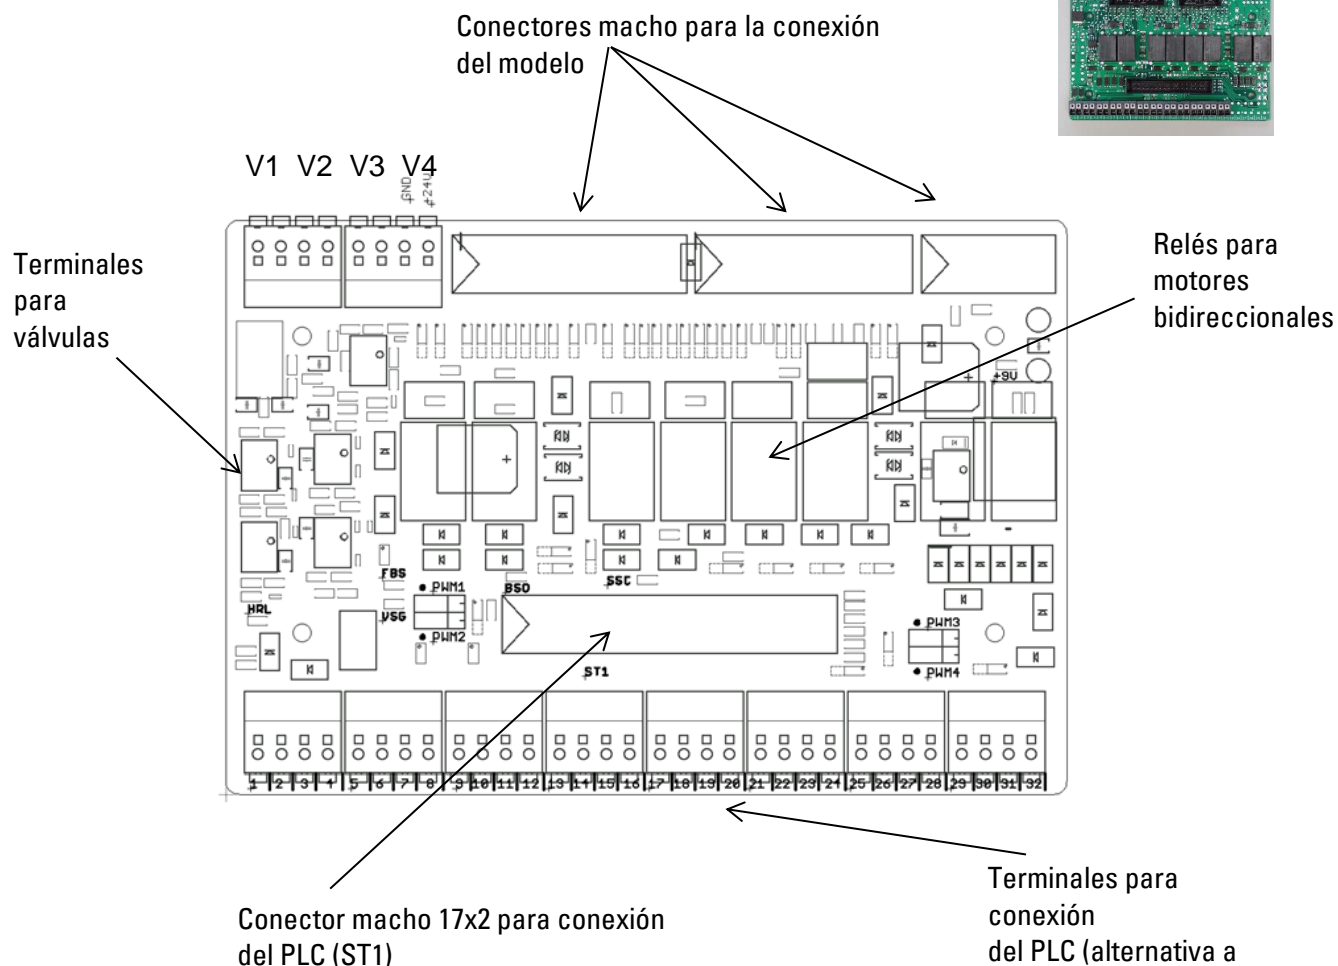 Conectores macho para la conexión
del modelo
V1 V2 V3 V4
GND
+24V
Terminales
para
válvulas
Relés para
motores
bidireccionales
+9V
FBS
PWM1
BSO
SSC
HRL
VSG
PWM2
PWM3
ST1
PWM4
1 2 3 4 5 6 7 8 9 10 11 12 13 14 15 16 17 18 19 20 21 22 23 24 25 26 27 28 29 30 31 32
Terminales para
conexión
del PLC (alternativa a
Conector macho 17x2 para conexión
del PLC (ST1)